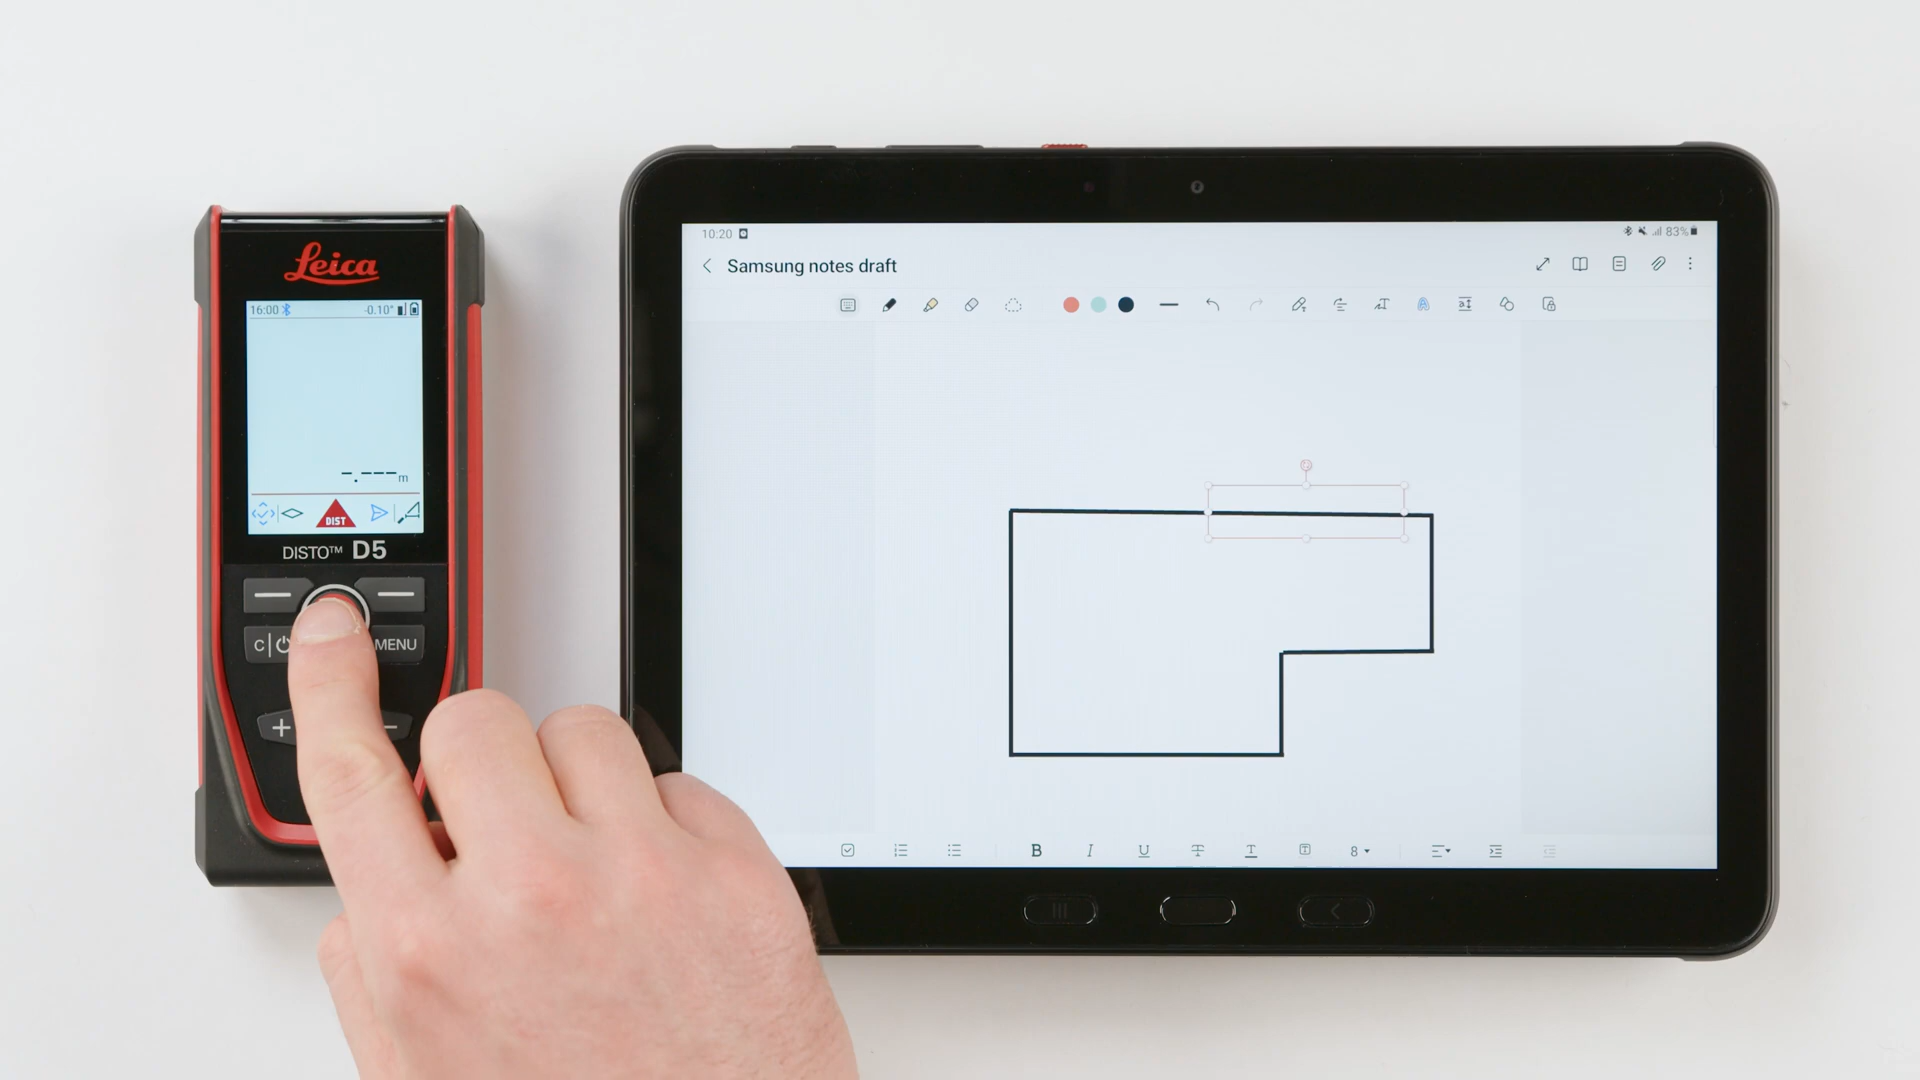 Leica
16:00 -0.10°
-.--- m
DIST
DISTO™ D5
C MENU
+ -
10:20 83%
Samsung notes draft
B I U T T T 8